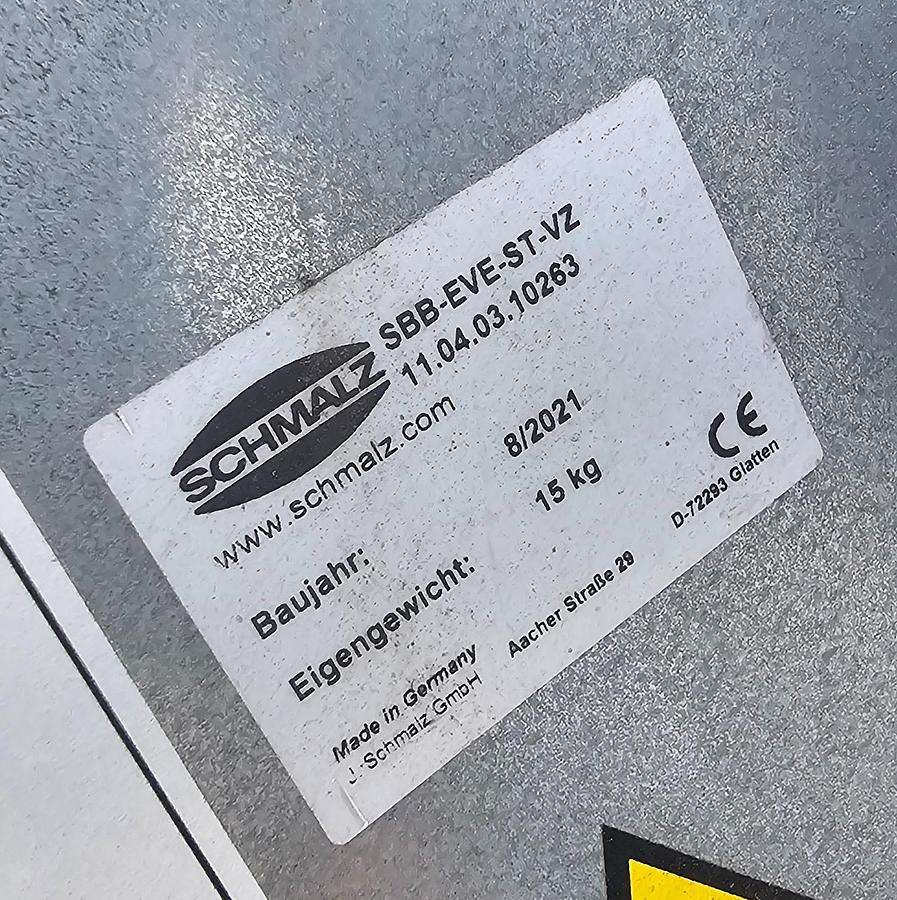 SCHMALZ
SBB-EVE-ST-VZ
11.04.03.10263
www.schmalz.com
Baujahr: 8/2021
Eigengewicht: 15 kg
CE
Made in Germany
J. Schmalz GmbH Aacher Straße 29 D-72293 Glatten